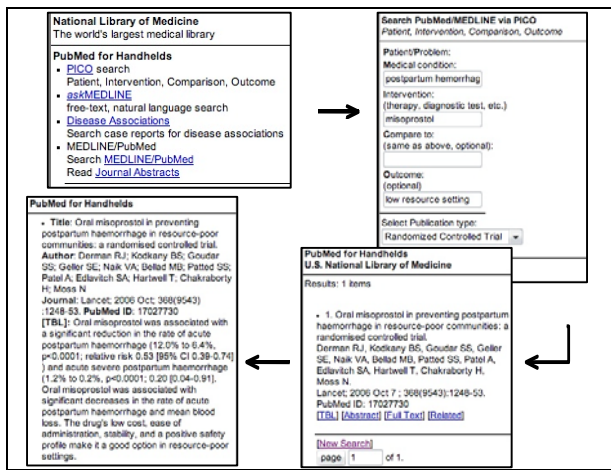 National Library of Medicine
The world's largest medical library
PubMed for Handhelds
• PICO search
Patient, Intervention, Comparison, Outcome
• askMEDLINE
free-text, natural language search
• Disease Associations
Search case reports for disease associations
• MEDLINE/PubMed
Search MEDLINE/PubMed
Read Journal Abstracts
Search PubMed/MEDLINE via PICO
Patient, Intervention, Comparison, Outcome
Patient/Problem:
Medical condition:
postpartum hemorrhag
Intervention:
(therapy, diagnostic test, etc.)
misoprostol
Compare to:
(same as above, optional):
Outcome:
(optional)
low resource setting
Select Publication type:
Randomized Controlled Trial
PubMed for Handhelds
U.S. National Library of Medicine
Results: 1 items
• 1. Oral misoprostol in preventing postpartum
haemorrhage in resource-poor communities: a
randomised controlled trial.
Derman RJ, Kodkany BS, Goudar SS, Geller
SE, Naik VA, Bellad MB, Patted SS, Patel A,
Edlavitch SA, Hartwell T, Chakraborty H,
Moss N.
Lancet; 2006 Oct 7 ; 368(9543):1248-53.
PubMed ID: 17027730
[TBL] [Abstract] [Full Text] [Related]
[New Search]
page 1 of 1.
PubMed for Handhelds
• Title: Oral misoprostol in preventing
postpartum haemorrhage in resource-poor
communities: a randomised controlled trial.
Author: Derman RJ; Kodkany BS; Goudar
SS; Geller SE; Naik VA; Bellad MB; Patted SS;
Patel A; Edlavitch SA; Hartwell T; Chakraborty
H; Moss N
Journal: Lancet; 2006 Oct; 368(9543)
:1248-53. PubMed ID: 17027730
[TBL]: Oral misoprostol was associated with
a significant reduction in the rate of acute
postpartum haemorrhage (12.0% to 6.4%,
p<0.0001; relative risk 0.53 [95% CI 0.39-0.74]
) and acute severe postpartum haemorrhage
(1.2% to 0.2%, p<0.0001; 0.20 [0.04-0.91].
Oral misoprostol was associated with
significant decreases in the rate of acute
postpartum haemorrhage and mean blood
loss. The drug's low cost, ease of
administration, stability, and a positive safety
profile make it a good option in resource-poor
settings.